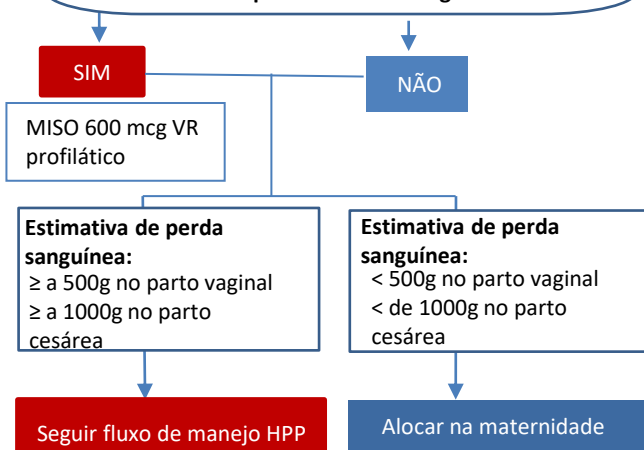 SIM
NÃO
MISO 600 mcg VR
profilático
Estimativa de perda
sanguínea:
≥ a 500g no parto vaginal
≥ a 1000g no parto
cesárea
Estimativa de perda
sanguínea:
< 500g no parto vaginal
< de 1000g no parto
cesárea
Seguir fluxo de manejo HPP
Alocar na maternidade